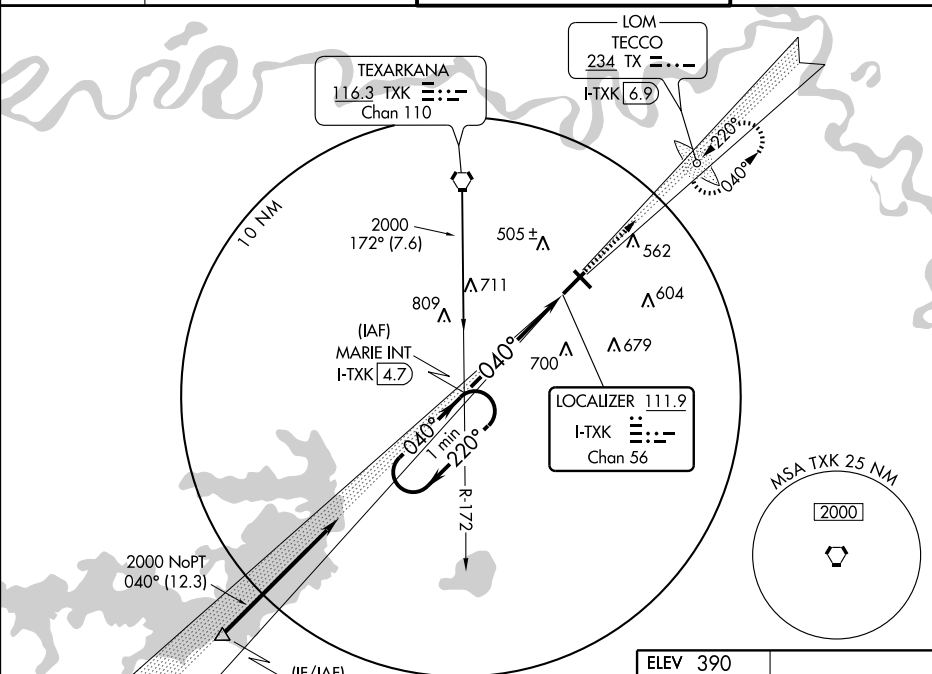 LOM
TECCO
234 TX
I-TXK 6.9
TEXARKANA
116.3 TXK
Chan 110
220°
040°
10 NM
2000
172° (7.6)
505 ±
562
711
809
604
(IAF)
MARIE INT
I-TXK 4.7
040°
700
679
LOCALIZER 111.9
I-TXK
Chan 56
040°
1 min
220°
R-172
MSA TXK 25 NM
2000
2000 NoPT
040° (12.3)
(IF/IAF)
ELEV 390